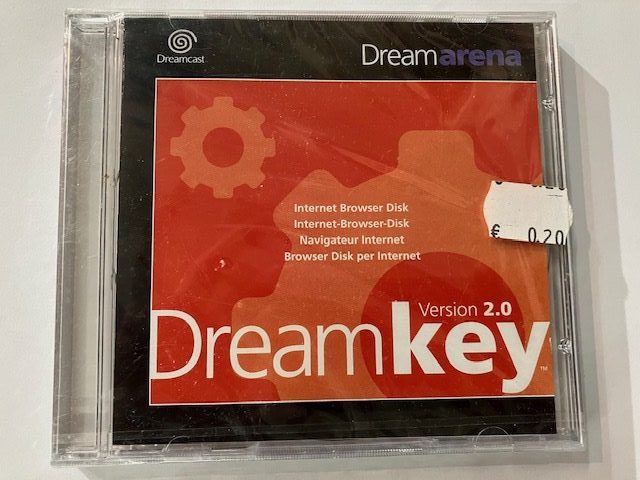 Dreamcast
Dreamarena
Internet Browser Disk
Internet-Browser-Disk
Navigateur Internet
Browser Disk per Internet
€ 0,20
Version 2.0
Dreamkey™